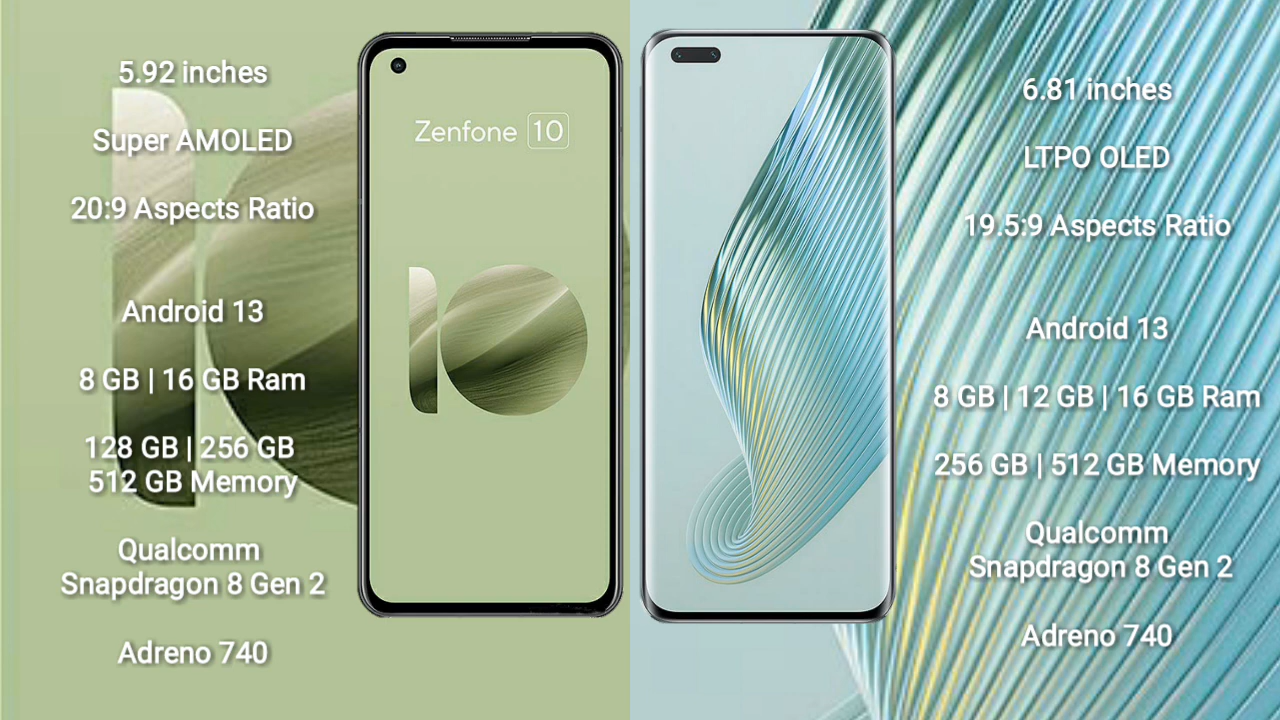 5.92 inches
Super AMOLED
20:9 Aspects Ratio
Android 13
8 GB | 16 GB Ram
128 GB | 256 GB
512 GB Memory
Qualcomm
Snapdragon 8 Gen 2
Adreno 740
Zenfone 10
10
6.81 inches
LTPO OLED
19.5:9 Aspects Ratio
Android 13
8 GB | 12 GB | 16 GB Ram
256 GB | 512 GB Memory
Qualcomm
Snapdragon 8 Gen 2
Adreno 740